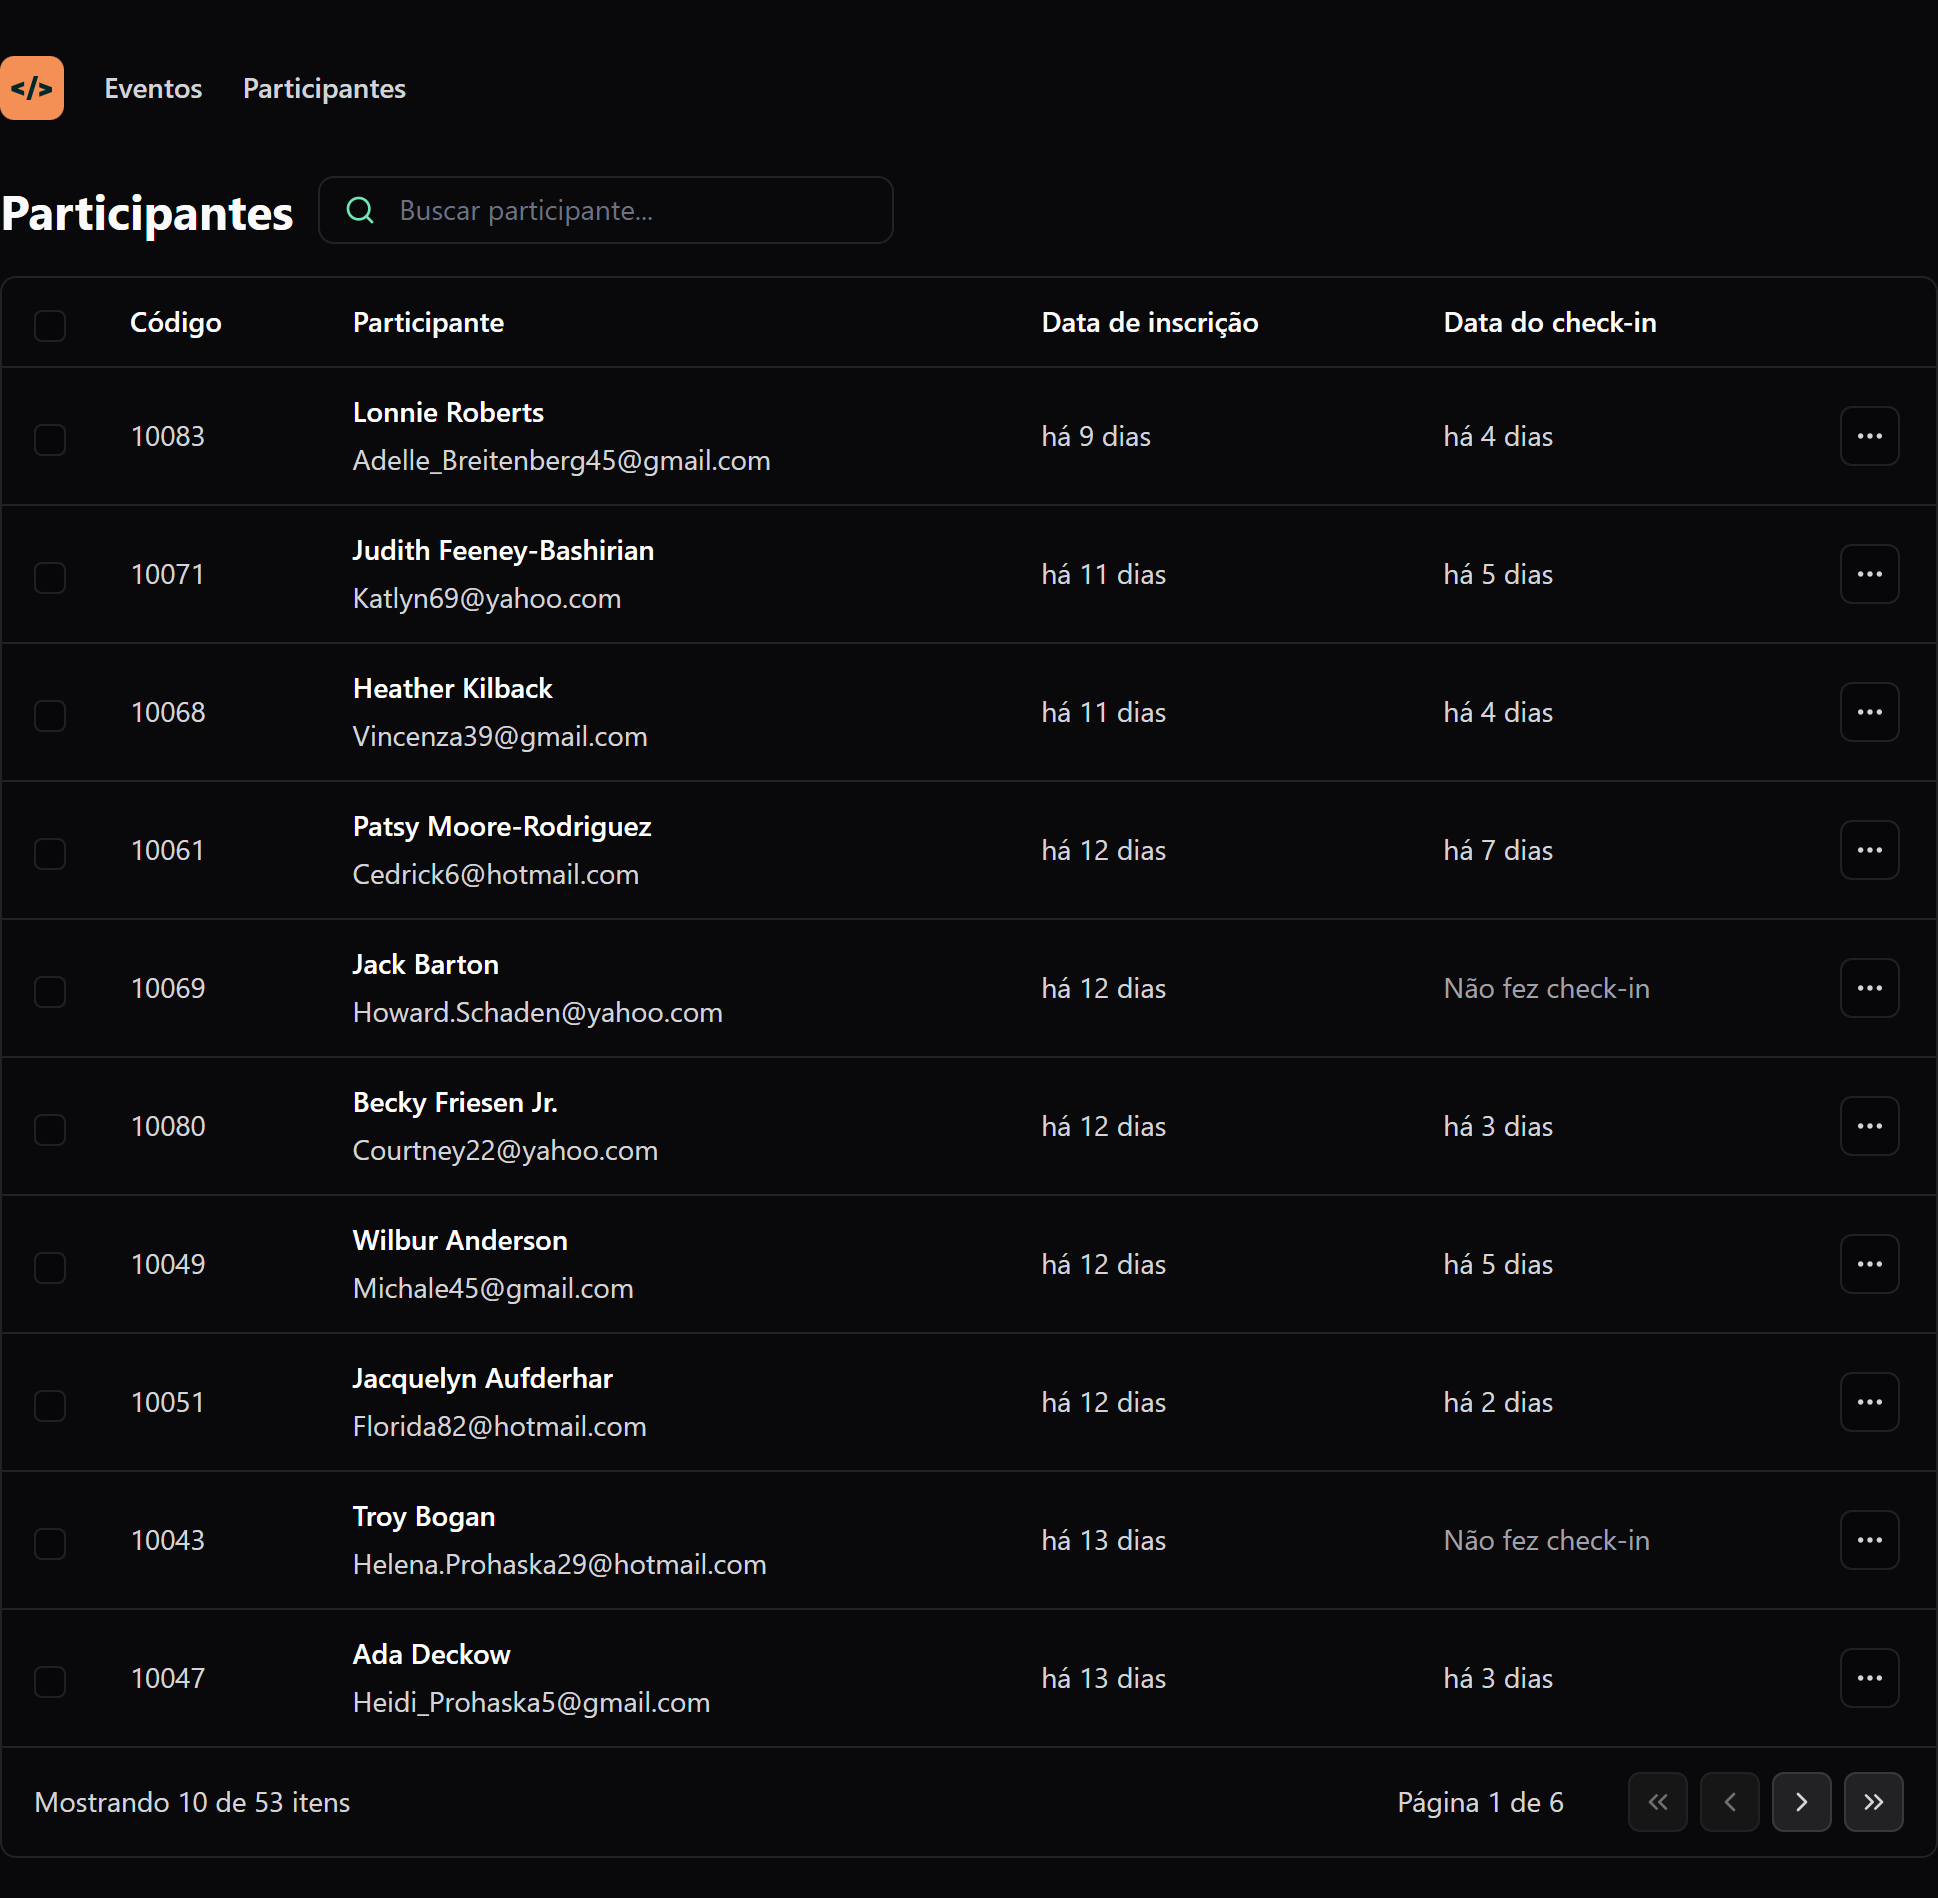 </>
Eventos Participantes
Participantes Buscar participante...
Código Participante Data de inscrição Data do check-in
10083 Lonnie Roberts há 9 dias há 4 dias
Adelle_Breitenberg45@gmail.com
10071 Judith Feeney-Bashirian há 11 dias há 5 dias
Katlyn69@yahoo.com
10068 Heather Kilback há 11 dias há 4 dias
Vincenza39@gmail.com
10061 Patsy Moore-Rodriguez há 12 dias há 7 dias
Cedrick6@hotmail.com
10069 Jack Barton há 12 dias Não fez check-in
Howard.Schaden@yahoo.com
10080 Becky Friesen Jr. há 12 dias há 3 dias
Courtney22@yahoo.com
10049 Wilbur Anderson há 12 dias há 5 dias
Michale45@gmail.com
10051 Jacquelyn Aufderhar há 12 dias há 2 dias
Florida82@hotmail.com
10043 Troy Bogan há 13 dias Não fez check-in
Helena.Prohaska29@hotmail.com
10047 Ada Deckow há 13 dias há 3 dias
Heidi_Prohaska5@gmail.com
Mostrando 10 de 53 itens Página 1 de 6